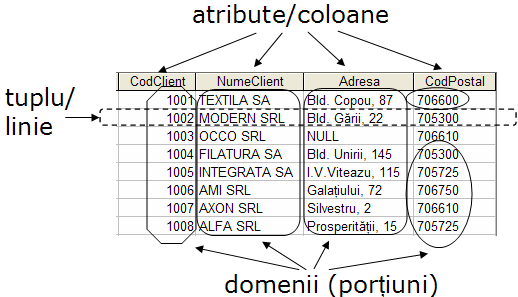 atribute/coloane
CodClient NumeClient Adresa CodPostal
tuplu/
linie
1001 TEXTILA SA Bld. Copou, 87 706600
1002 MODERN SRL Bld. Gării, 22 705300
1003 OCCO SRL NULL 706610
1004 FILATURA SA Bld. Unirii, 145 705300
1005 INTEGRATA SA I.V.Viteazu, 115 705725
1006 AMI SRL Galațiului, 72 706750
1007 AXON SRL Silvestru, 2 706610
1008 ALFA SRL Prosperității, 15 705725
domenii (porțiuni)